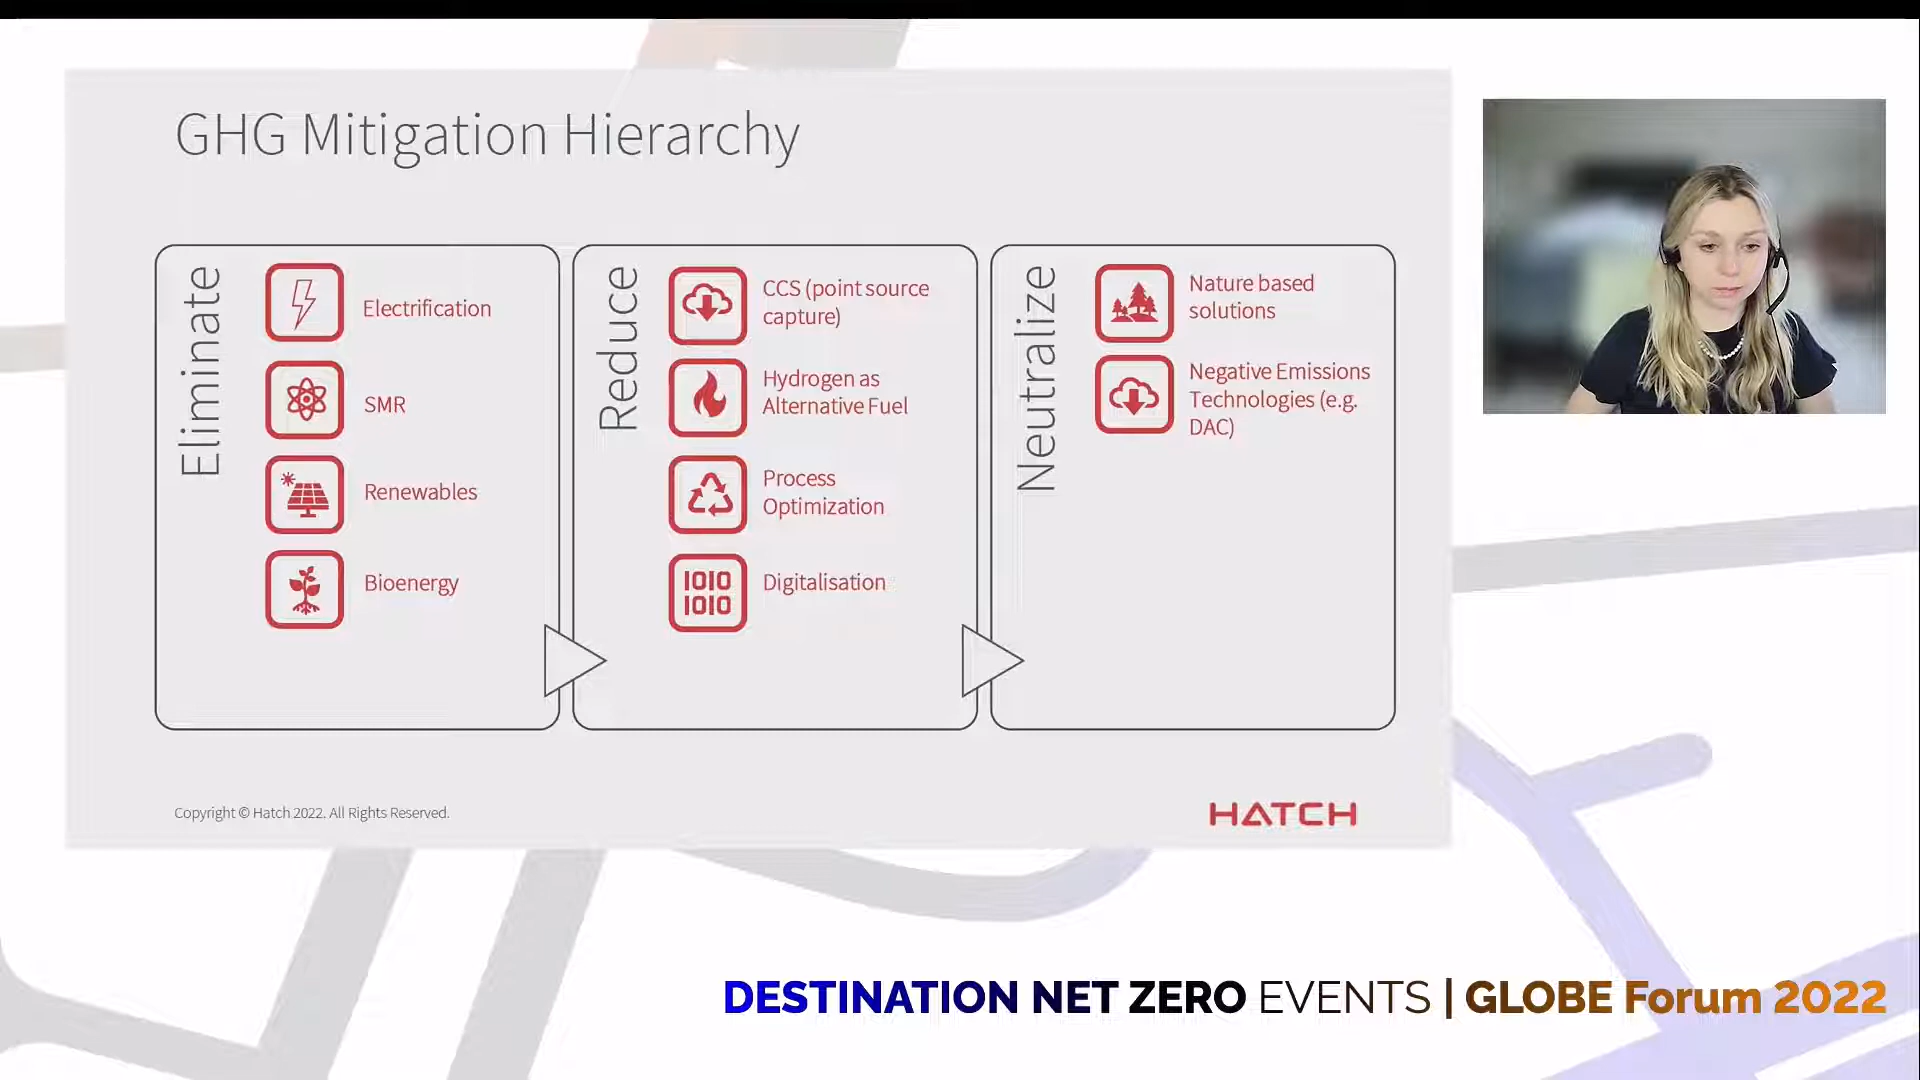 GHG Mitigation Hierarchy
Eliminate
Electrification
SMR
Renewables
Bioenergy
Reduce
CCS (point source
capture)
Hydrogen as
Alternative Fuel
Process
Optimization
1010
1010
Digitalisation
Neutralize
Nature based
solutions
Negative Emissions
Technologies (e.g.
DAC)
Copyright © Hatch 2022. All Rights Reserved.
HATCH
DESTINATION NET ZERO EVENTS | GLOBE Forum 2022